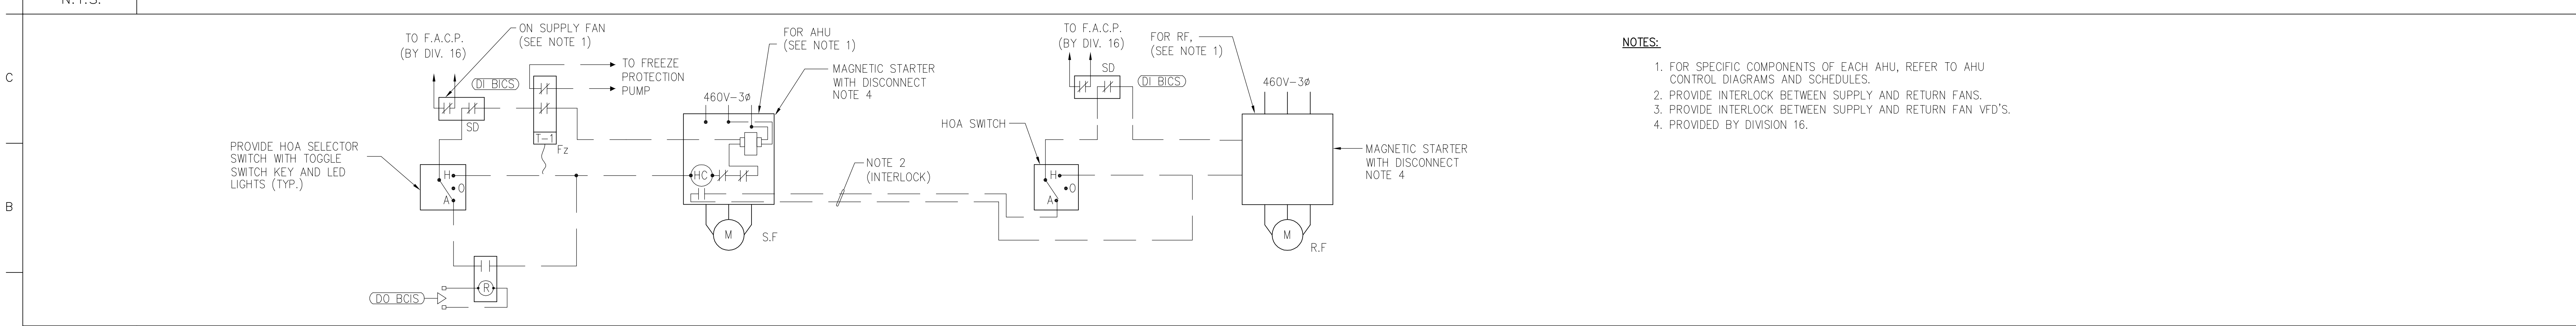 N.T.S.
C
B
TO F.A.C.P.
(BY DIV. 16)
ON SUPPLY FAN
(SEE NOTE 1)
DI BICS
SD
TO FREEZE
PROTECTION
PUMP
T-1
Fz
PROVIDE HOA SELECTOR
SWITCH WITH TOGGLE
SWITCH KEY AND LED
LIGHTS (TYP.)
H
O
A
R
DO BCIS
FOR AHU
(SEE NOTE 1)
460V-3ø
MAGNETIC STARTER
WITH DISCONNECT
NOTE 4
HC
M
S.F
NOTE 2
(INTERLOCK)
TO F.A.C.P.
(BY DIV. 16)
SD
DI BICS
HOA SWITCH
H
O
A
FOR RF,
(SEE NOTE 1)
460V-3ø
MAGNETIC STARTER
WITH DISCONNECT
NOTE 4
M
R.F
NOTES:
1. FOR SPECIFIC COMPONENTS OF EACH AHU, REFER TO AHU
CONTROL DIAGRAMS AND SCHEDULES.
2. PROVIDE INTERLOCK BETWEEN SUPPLY AND RETURN FANS.
3. PROVIDE INTERLOCK BETWEEN SUPPLY AND RETURN FAN VFD'S.
4. PROVIDED BY DIVISION 16.